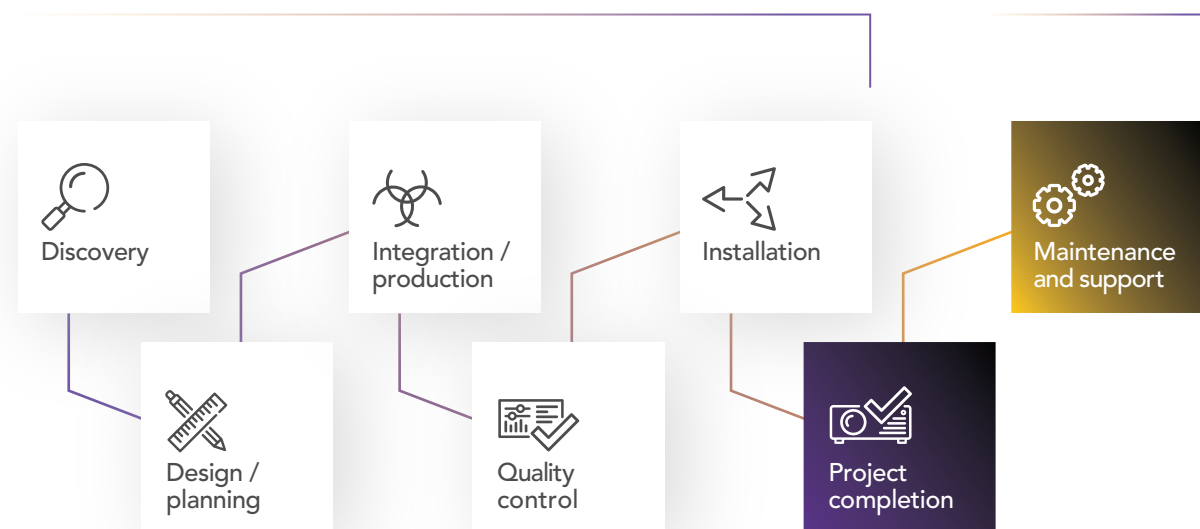 Discovery
Design /
planning
Integration /
production
Quality
control
Installation
Project
completion
Maintenance
and support